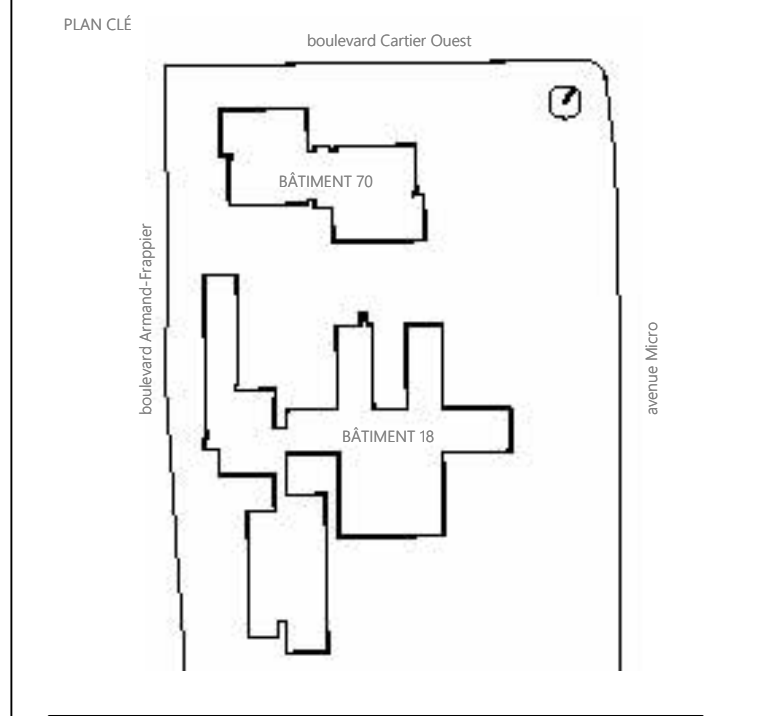 PLAN CLÉ
boulevard Cartier Ouest
BÂTIMENT 70
boulevard Armand-Frappier
avenue Micro
BÂTIMENT 18